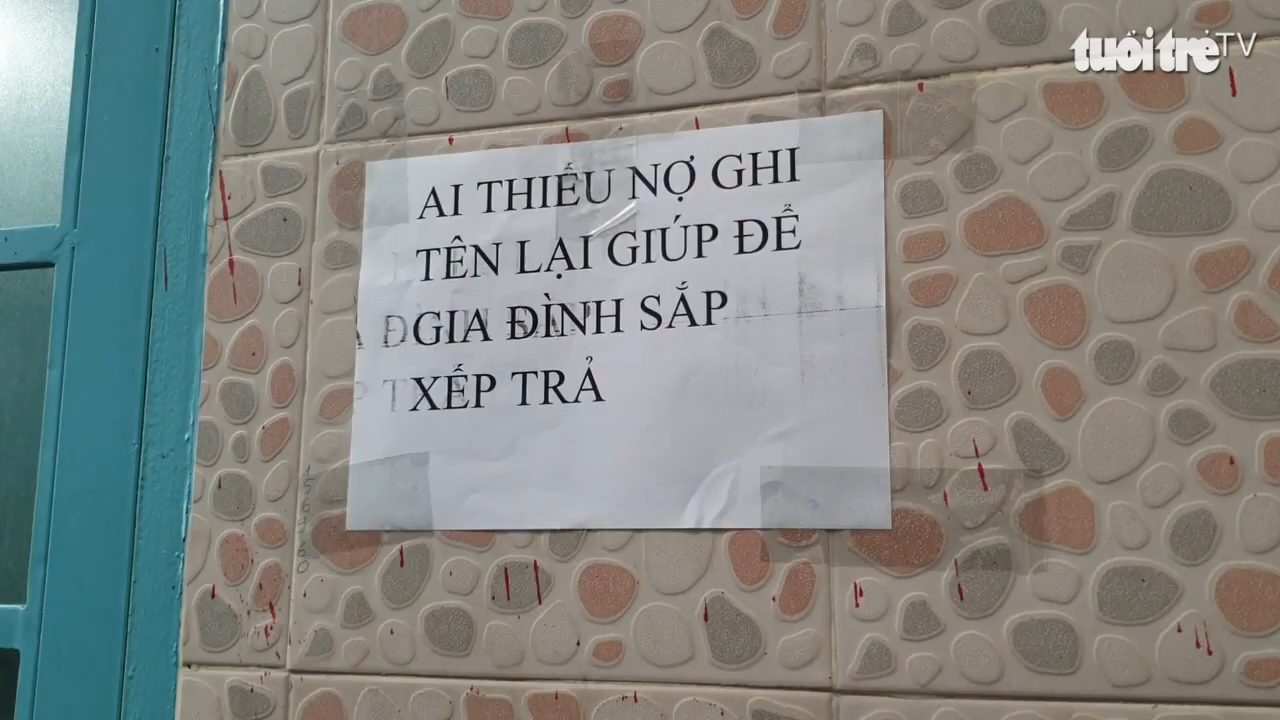 tuổi trẻ TV
AI THIẾU NỢ GHI
TÊN LẠI GIÚP ĐỂ
GIA ĐÌNH SẮP
XẾP TRẢ